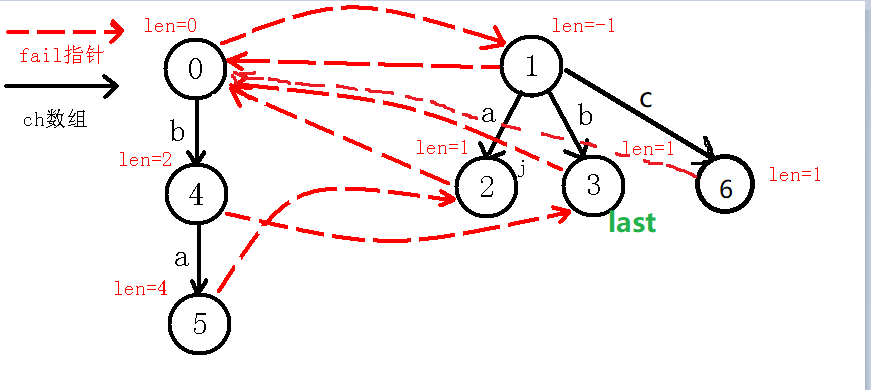 len=0
len=-1
fail指针
0
1
ch数组
c
b
a
b
len=2
len=1
j
len=1
4
2
3
6
len=1
last
a
len=4
5